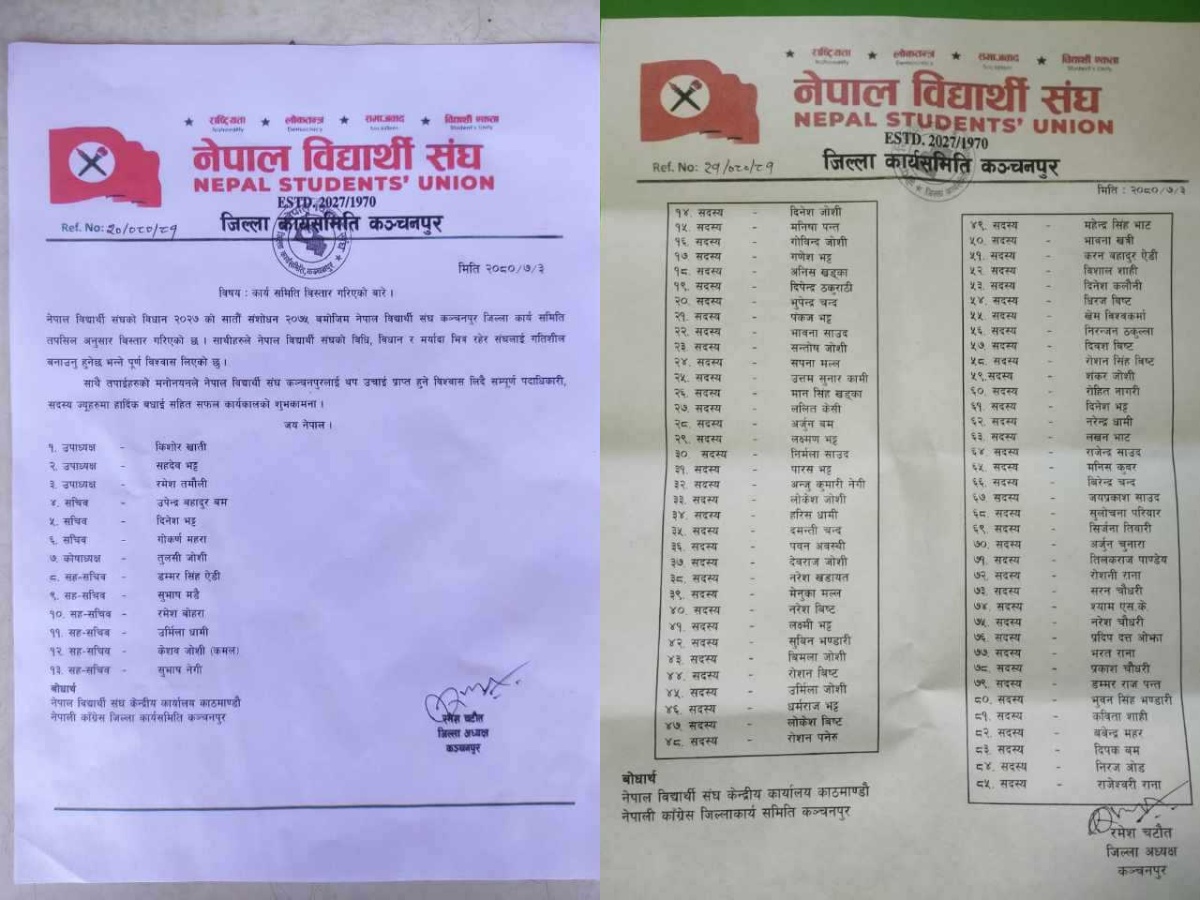 ★ राष्ट्रियता ★ लोकतन्त्र ★ समाजवाद ★ विद्यार्थी एकता
Nationality Democracy Socialism Student's Unity
नेपाल विद्यार्थी संघ
NEPAL STUDENTS' UNION
ESTD. 2027/1970
Ref. No: २०/०८०/८१
जिल्ला कार्यसमिति कञ्चनपुर
मिति २०८०/७/३
विषय : कार्य समिति विस्तार गरिएको बारे ।
नेपाल विद्यार्थी संघको विधान २०२७ को सातौं संशोधन २०७५ बमोजिम नेपाल विद्यार्थी संघ कञ्चनपुर जिल्ला कार्य समिति
तपसिल अनुसार विस्तार गरिएको छ । साथीहरुले नेपाल विद्यार्थी संघको विधि, विधान र मर्यादा भित्र रहेर संघलाई गतिशील
बनाउनु हुनेछ भन्ने पूर्ण विश्वास लिएको छु ।
साथै तपाईहरुको मनोनयनले नेपाल विद्यार्थी संघ कञ्चनपुरलाई थप उचाई प्राप्त हुने विश्वास लिदै सम्पूर्ण पदाधिकारी,
सदस्य ज्यूहरुमा हार्दिक बधाई सहित सफल कार्यकालको शुभकामना ।
जय नेपाल ।
१. उपाध्यक्ष - किशोर खाती
२. उपाध्यक्ष - सहदेव भट्ट
३. उपाध्यक्ष - रमेश तमौली
४. सचिव - उपेन्द्र बहादुर बम
५. सचिव - दिनेश भट्ट
६. सचिव - गोकर्ण महरा
७. कोषाध्यक्ष - तुलसी जोशी
८. सह-सचिव - डम्मर सिंह ऐडी
९. सह-सचिव - सुभाष मडै
१०. सह-सचिव - रमेश बोहरा
११. सह-सचिव - उर्मिला धामी
१२. सह-सचिव - केशव जोशी (कमल)
१३. सह-सचिव - सुभाष नेगी
बोधार्थ
नेपाल विद्यार्थी संघ केन्द्रीय कार्यालय काठमाण्डौ
नेपाली कांग्रेस जिल्ला कार्यसमिति कञ्चनपुर
रमेश चटौत
जिल्ला अध्यक्ष
कञ्चनपुर
★ राष्ट्रियता ★ लोकतन्त्र ★ समाजवाद ★ विद्यार्थी एकता
Nationality Democracy Socialism Student's Unity
नेपाल विद्यार्थी संघ
NEPAL STUDENTS' UNION
ESTD. 2027/1970
Ref. No: २१/०८०/८१
जिल्ला कार्यसमिति कञ्चनपुर
मिति : २०८०/७/३
१४. सदस्य - दिनेश जोशी
१५. सदस्य - मनिषा पन्त
१६. सदस्य - गोविन्द जोशी
१७ सदस्य - गणेश भट्ट
१८. सदस्य - अनिस खड्का
१९. सदस्य - दिपेन्द्र ठकुराठी
२०. सदस्य - भुपेन्द्र चन्द
२१. सदस्य - पंकज भट्ट
२२. सदस्य - भावना साउद
२३. सदस्य - सन्तोष जोशी
२४. सदस्य - सपना मल्ल
२५. सदस्य - उत्तम सुनार कामी
२६. सदस्य - मान सिंह खड्का
२७. सदस्य - ललित केसी
२८. सदस्य - अर्जुन बम
२९. सदस्य - लक्ष्मण भट्ट
३०. सदस्य - निर्मला साउद
३१. सदस्य - पारस भट्ट
३२. सदस्य - अन्जु कुमारी नेगी
३३. सदस्य - लोकेश जोशी
३४. सदस्य - हरिस धामी
३५. सदस्य - दमन्ती चन्द
३६. सदस्य - पवन अवस्थी
३७. सदस्य - देवराज जोशी
३८. सदस्य - नरेश खडायत
३९. सदस्य - मेनुका मल्ल
४०. सदस्य - नरेश बिष्ट
४१. सदस्य - लक्ष्मी भट्ट
४२. सदस्य - सुविन भण्डारी
४३. सदस्य - बिमला जोशी
४४. सदस्य - रोशन बिष्ट
४५. सदस्य - उर्मिला जोशी
४६. सदस्य - धर्मराज भट्ट
४७. सदस्य - लोकेश बिष्ट
४८. सदस्य - रोशन पनेरु
४९. सदस्य - महेन्द्र सिंह भाट
५०. सदस्य - भावना खत्री
५१. सदस्य - करन बहादुर ऐडी
५२. सदस्य - विशाल शाही
५३. सदस्य - दिनेश कलौनी
५४. सदस्य - धिरज बिष्ट
५५. सदस्य - खेम विश्वकर्मा
५६. सदस्य - निरन्जन ठकुल्ला
५७. सदस्य - दिवश बिष्ट
५८. सदस्य - रोशन सिंह बिष्ट
५९.सदस्य - शंकर जोशी
६०. सदस्य - रोहित नागरी
६१. सदस्य - दिनेश भट्ट
६२. सदस्य - नरेन्द्र धामी
६३. सदस्य - लखन भाट
६४. सदस्य - राजेन्द्र साउद
६५. सदस्य - मनिस कुवर
६६. सदस्य - बिरेन्द्र चन्द
६७. सदस्य - जयप्रकाश साउद
६८. सदस्य - सुलोचना परियार
६९. सदस्य - सिर्जना तिवारी
७०. सदस्य - अर्जुन चुनारा
७१. सदस्य - तिलकराज पाण्डेय
७२. सदस्य - रोशनी राना
७३. सदस्य - सरन चौधरी
७४. सदस्य - श्याम एस.के.
७५. सदस्य - नरेश चौधरी
७६. सदस्य - प्रदिप दत्त ओझा
७७. सदस्य - भरत राना
७८. सदस्य - प्रकाश चौधरी
७९. सदस्य - डम्मर राज पन्त
८०. सदस्य - भुवन सिंह भण्डारी
८१. सदस्य - कविता शाही
८२. सदस्य - बबेन्द्र महर
८३. सदस्य - दिपक बम
८४. सदस्य - निरज ओड
८५. सदस्य - राजेश्वरी राना
बोधार्थ
नेपाल विद्यार्थी संघ केन्द्रीय कार्यालय काठमाण्डौ
नेपाली काँग्रेस जिल्लाकार्य समिति कञ्चनपुर
रमेश चटौत
जिल्ला अध्यक्ष
कञ्चनपुर